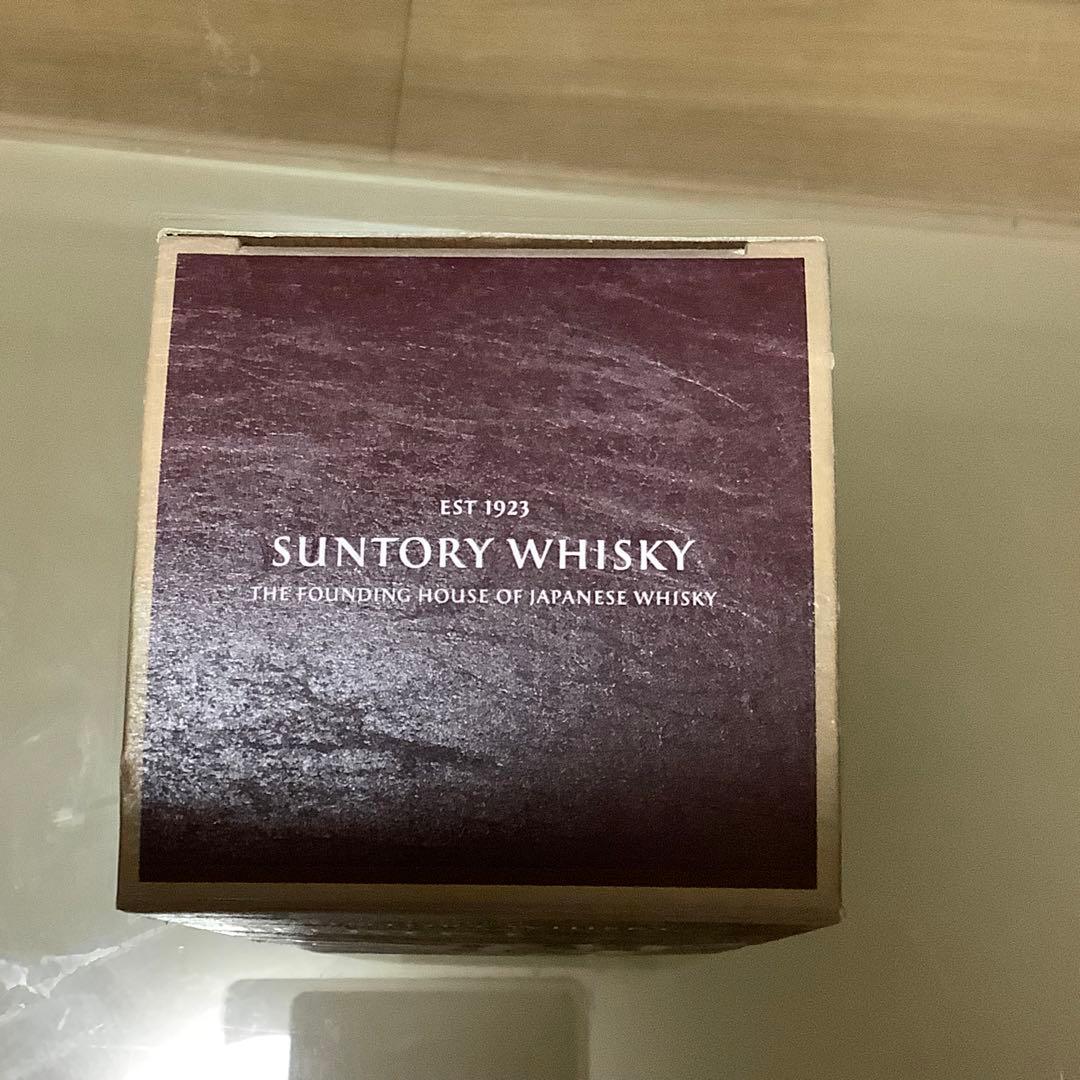 EST 1923
SUNTORY WHISKY
THE FOUNDING HOUSE OF JAPANESE WHISKY